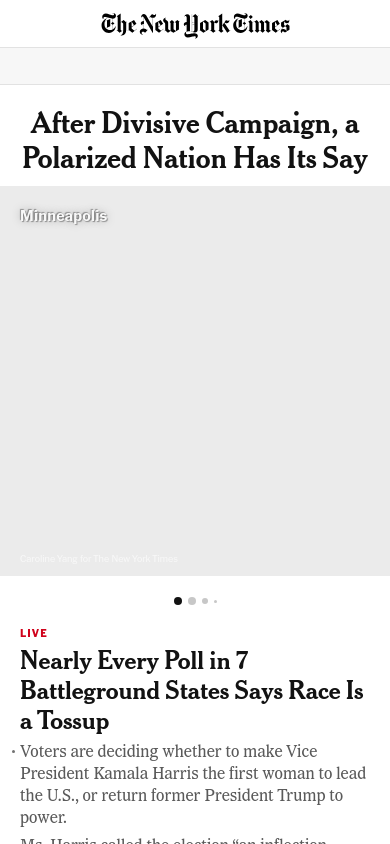 The New York Times
After Divisive Campaign, a
Polarized Nation Has Its Say
Minneapolis
Caroline Yang for The New York Times
LIVE
Nearly Every Poll in 7
Battleground States Says Race Is
a Tossup
Voters are deciding whether to make Vice
President Kamala Harris the first woman to lead
the U.S., or return former President Trump to
power.
Ms. Harris called the election “an inflection